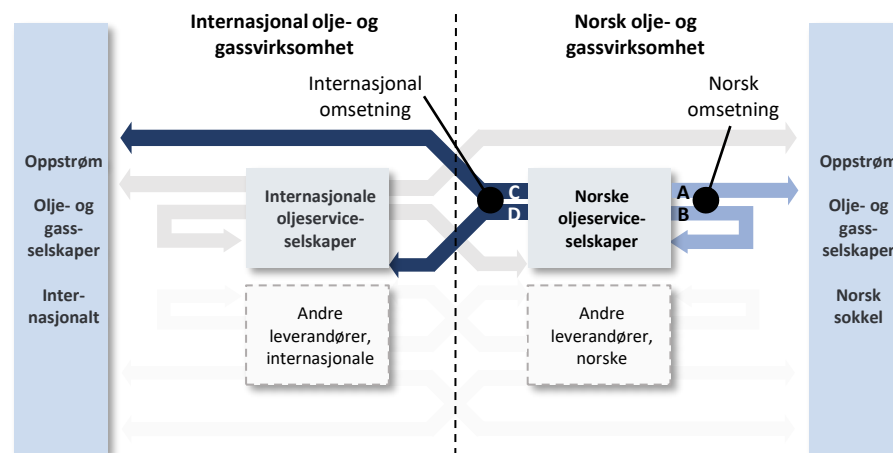 Internasjonal olje- og
gassvirksomhet
Norsk olje- og
gassvirksomhet
Internasjonal
omsetning
Norsk
omsetning
Oppstrøm
Olje- og
gass-
selskaper
Inter-
nasjonalt
Internasjonale
oljeservice-
selskaper
C
D
Norske
oljeservice-
selskaper
A
B
Oppstrøm
Olje- og
gass-
selskaper
Norsk
sokkel
Andre
leverandører,
internasjonale
Andre
leverandører,
norske